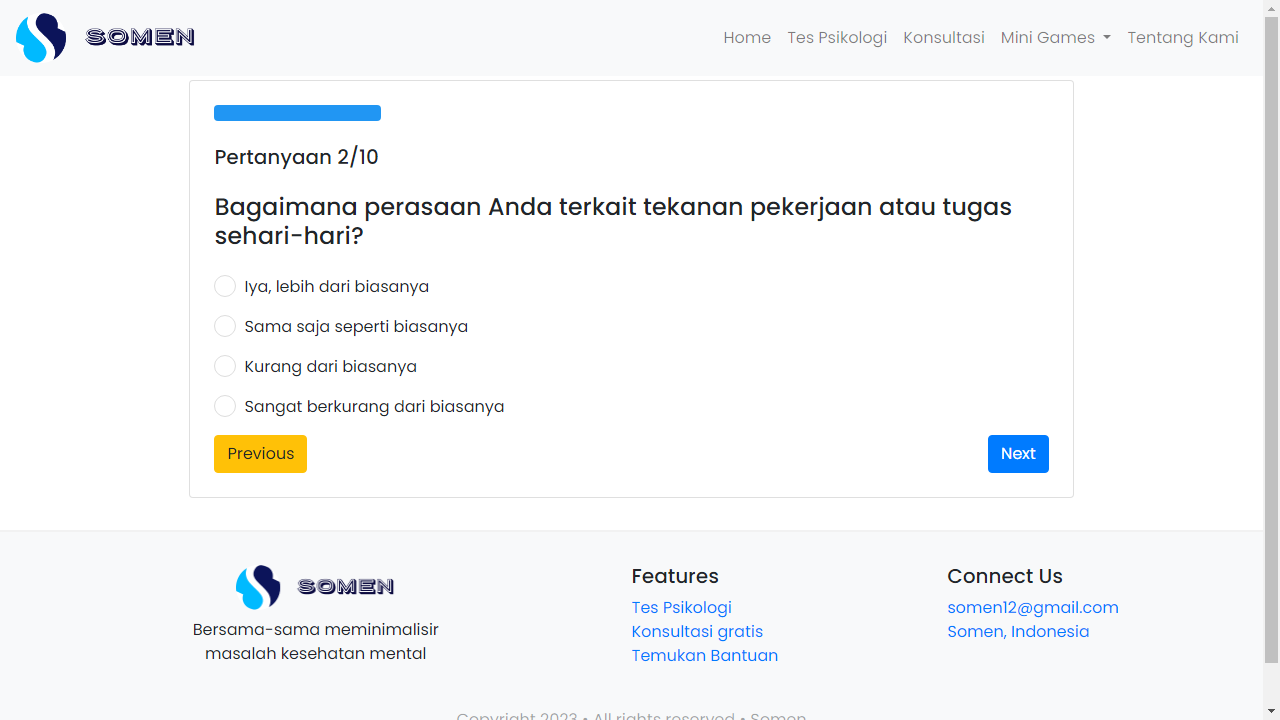 SOMEN
Home Tes Psikologi Konsultasi Mini Games Tentang Kami
Pertanyaan 2/10
Bagaimana perasaan Anda terkait tekanan pekerjaan atau tugas
sehari-hari?
Iya, lebih dari biasanya
Sama saja seperti biasanya
Kurang dari biasanya
Sangat berkurang dari biasanya
Previous
Next
SOMEN
Bersama-sama meminimalisir
masalah kesehatan mental
Features
Tes Psikologi
Konsultasi gratis
Temukan Bantuan
Connect Us
somen12@gmail.com
Somen, Indonesia
Copyright 2023 • All rights reserved • Somen